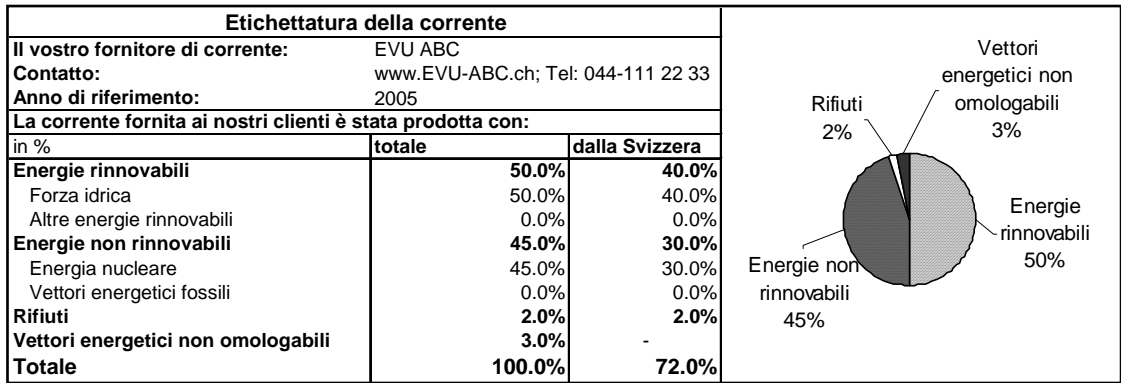 Etichettatura della corrente
Il vostro fornitore di corrente: EVU ABC
Contatto: www.EVU-ABC.ch; Tel: 044-111 22 33
Anno di riferimento: 2005
La corrente fornita ai nostri clienti è stata prodotta con:
in % totale dalla Svizzera
Energie rinnovabili 50.0% 40.0%
Forza idrica 50.0% 40.0%
Altre energie rinnovabili 0.0% 0.0%
Energie non rinnovabili 45.0% 30.0%
Energia nucleare 45.0% 30.0%
Vettori energetici fossili 0.0% 0.0%
Rifiuti 2.0% 2.0%
Vettori energetici non omologabili 3.0% -
Totale 100.0% 72.0%
Vettori
energetici non
omologabili
3%
Rifiuti
2%
Energie
rinnovabili
50%
Energie non
rinnovabili
45%